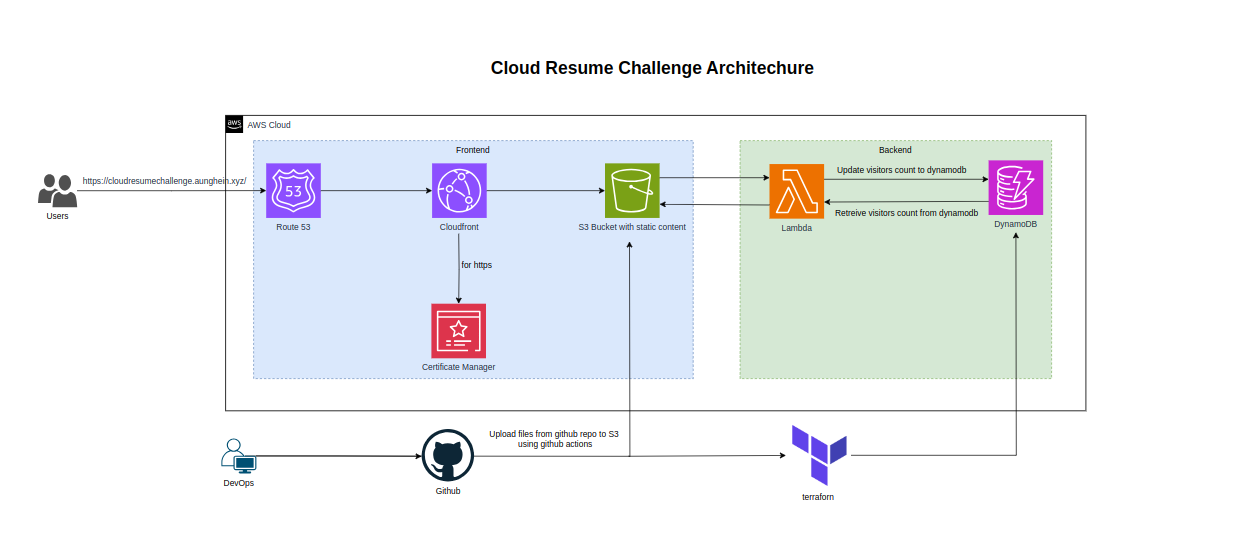 Cloud Resume Challenge Architechure
aws
AWS Cloud
Frontend
Backend
https://cloudresumechallenge.aunghein.xyz/
Users
53
Route 53
Cloudfront
S3 Bucket with static content
Lambda
Update visitors count to dynamodb
Retreive visitors count from dynamodb
DynamoDB
for https
Certificate Manager
DevOps
Github
Upload files from github repo to S3
using github actions
terraforn